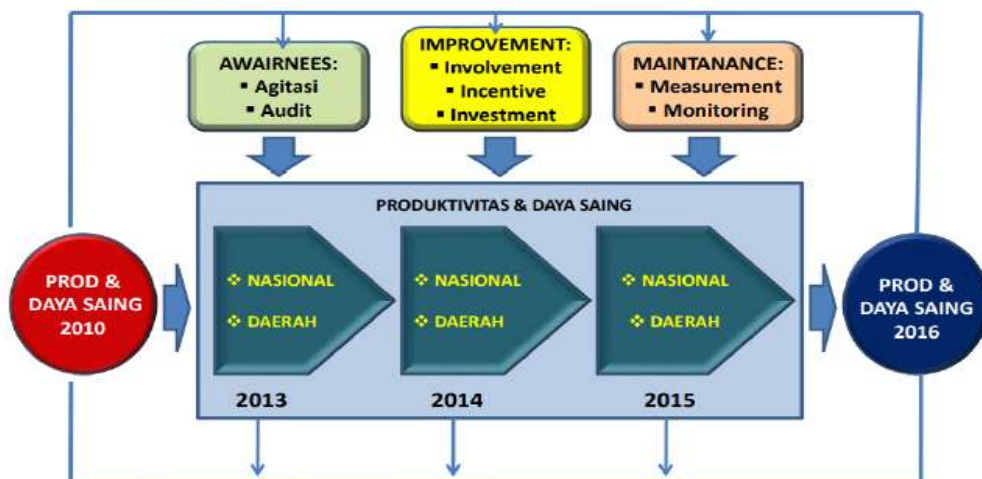 AWAIRNEES:
▪ Agitasi
▪ Audit
IMPROVEMENT:
▪ Involvement
▪ Incentive
▪ Investment
MAINTANANCE:
▪ Measurement
▪ Monitoring
PRODUKTIVITAS & DAYA SAING
PROD &
DAYA SAING
2010
❖ NASIONAL
❖ DAERAH
2013
❖ NASIONAL
❖ DAERAH
2014
❖ NASIONAL
❖ DAERAH
2015
PROD &
DAYA SAING
2016